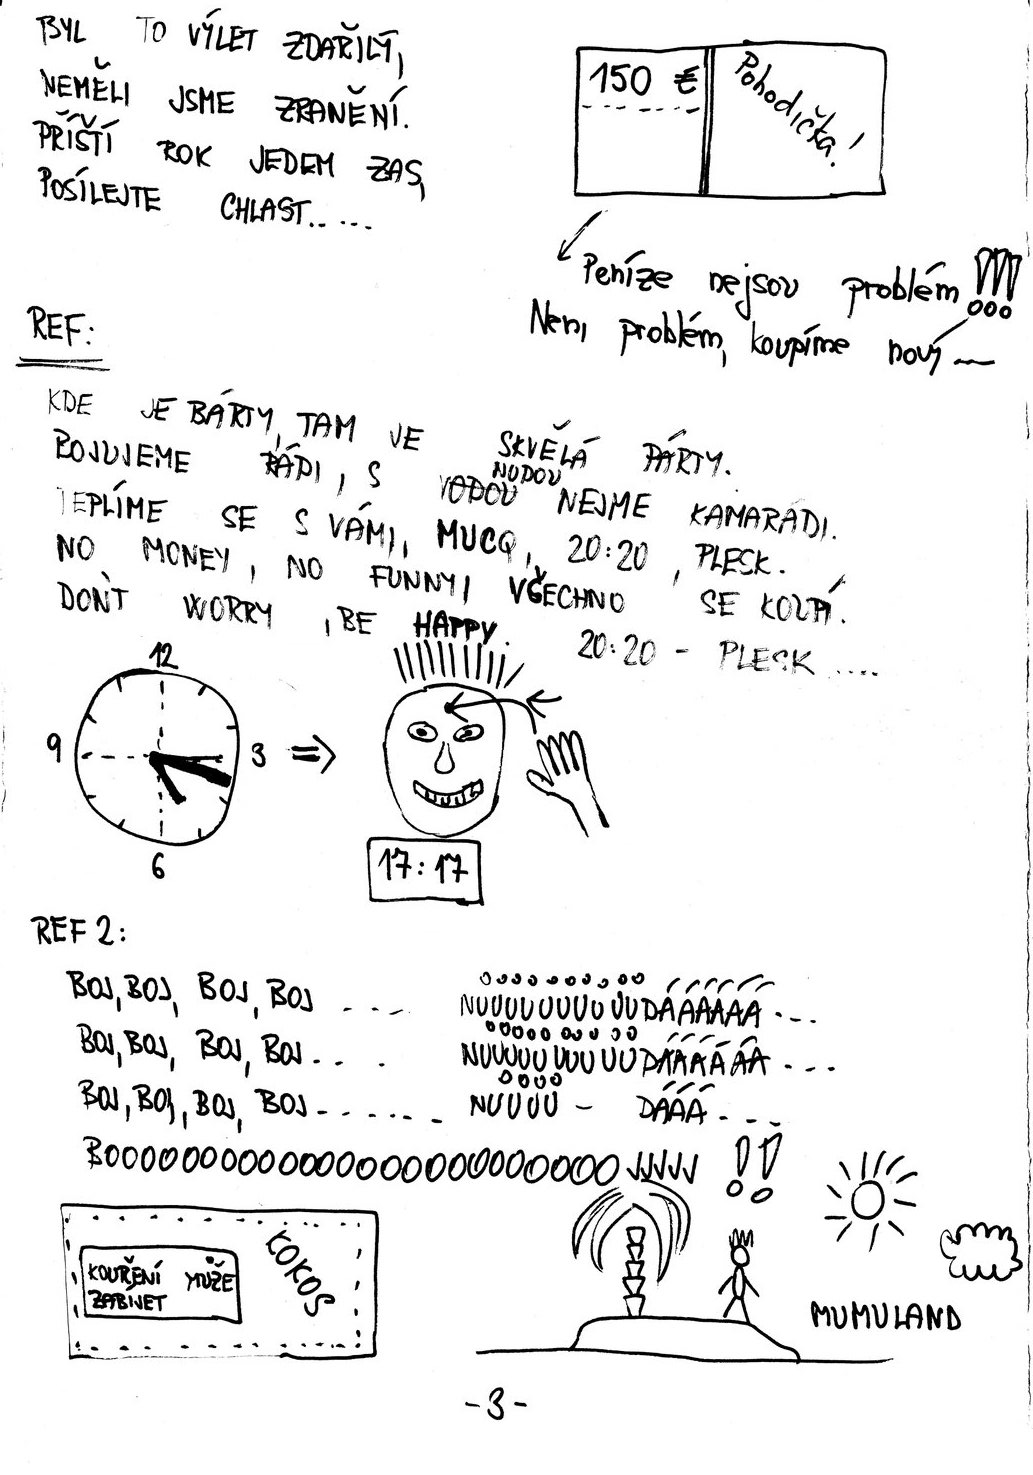 BYL TO VÝLET ZDAŘILÝ,
NEMĚLI JSME ZRANĚNÍ.
PŘÍŠTÍ ROK JEDEM ZAS,
POSÍLEJTE CHLAST.. ...
150 €
Pohodička!
Peníze nejsou problém !!!
Není problém, koupíme nový
REF:
KDE JE BÁRTY, TAM JE SKVĚLÁ PÁRTY.
BOJUJEME RÁDI, S VODOU NEJME KAMARÁDI.
NUDOU
TEPLÍME SE S VÁMI, MUCQ, 20:20, PLESK.
NO MONEY, NO FUNNY, VŠECHNO SE KOUPÍ.
DON'T WORRY, BE HAPPY. 20:20 - PLESK ....
12
9
3
6
17:17
REF 2:
BOJ, BOJ, BOJ, BOJ .... NŮŮŮŮŮŮŮŮŮŮDÁÁÁÁÁÁ ...
BOJ, BOJ, BOJ, BOJ... . NŮŮŮŮŮŮŮŮŮDÁÁÁÁÁÁ ...
BOJ, BOJ, BOJ, BOJ...... NŮŮŮŮ - DÁÁÁ ...
BOOOOOOOOOOOOOOOOOOOOOOOOOOOJJJJJ !!
KOUŘENÍ MŮŽE
ZABÍJET
KOKOS
MUMULAND
-3-